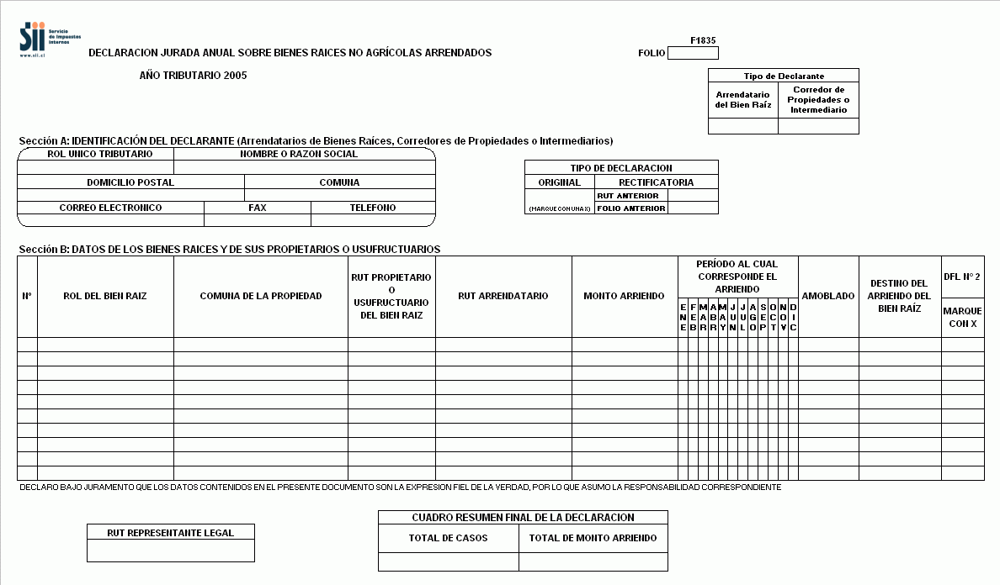 sii Servicio
de Impuestos
Internos
www.sii.cl
F1835
DECLARACION JURADA ANUAL SOBRE BIENES RAICES NO AGRÍCOLAS ARRENDADOS
FOLIO
AÑO TRIBUTARIO 2005
Tipo de Declarante
Arrendatario
del Bien Raíz
Corredor de
Propiedades o
Intermediario
Sección A: IDENTIFICACIÓN DEL DECLARANTE (Arrendatarios de Bienes Raíces, Corredores de Propiedades o Intermediarios)
ROL UNICO TRIBUTARIO
NOMBRE O RAZON SOCIAL
DOMICILIO POSTAL
COMUNA
CORREO ELECTRONICO
FAX
TELEFONO
TIPO DE DECLARACION
ORIGINAL
RECTIFICATORIA
RUT ANTERIOR
(MARQUE CON UNA X)
FOLIO ANTERIOR
Sección B: DATOS DE LOS BIENES RAICES Y DE SUS PROPIETARIOS O USUFRUCTUARIOS
Nº
ROL DEL BIEN RAIZ
COMUNA DE LA PROPIEDAD
RUT PROPIETARIO
O
USUFRUCTUARIO
DEL BIEN RAIZ
RUT ARRENDATARIO
MONTO ARRIENDO
PERÍODO AL CUAL
CORRESPONDE EL
ARRIENDO
ENE
FEB
MAR
ABR
MAY
JUN
JUL
AGO
SEP
OCT
NOV
DIC
AMOBLADO
DESTINO DEL
ARRIENDO DEL
BIEN RAÍZ
DFL Nº 2
MARQUE
CON X
DECLARO BAJO JURAMENTO QUE LOS DATOS CONTENIDOS EN EL PRESENTE DOCUMENTO SON LA EXPRESION FIEL DE LA VERDAD, POR LO QUE ASUMO LA RESPONSABILIDAD CORRESPONDIENTE
RUT REPRESENTANTE LEGAL
CUADRO RESUMEN FINAL DE LA DECLARACION
TOTAL DE CASOS
TOTAL DE MONTO ARRIENDO